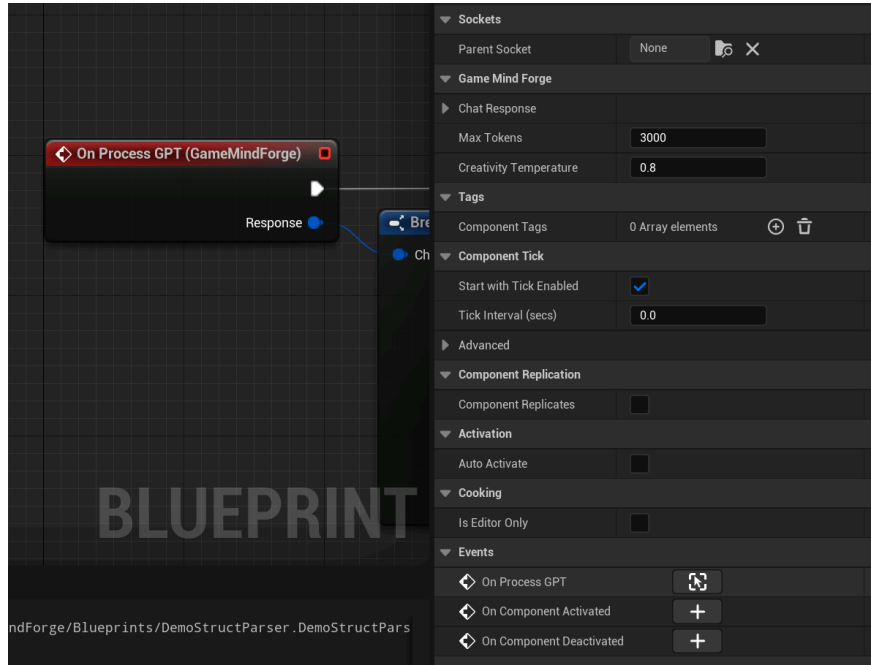 On Process GPT (GameMindForge)
Response
Bre
Ch
BLUEPRINT
ndForge/Blueprints/DemoStructParser.DemoStructPars
Sockets
Parent Socket None
Game Mind Forge
Chat Response
Max Tokens 3000
Creativity Temperature 0.8
Tags
Component Tags 0 Array elements
Component Tick
Start with Tick Enabled
Tick Interval (secs) 0.0
Advanced
Component Replication
Component Replicates
Activation
Auto Activate
Cooking
Is Editor Only
Events
On Process GPT
On Component Activated
On Component Deactivated